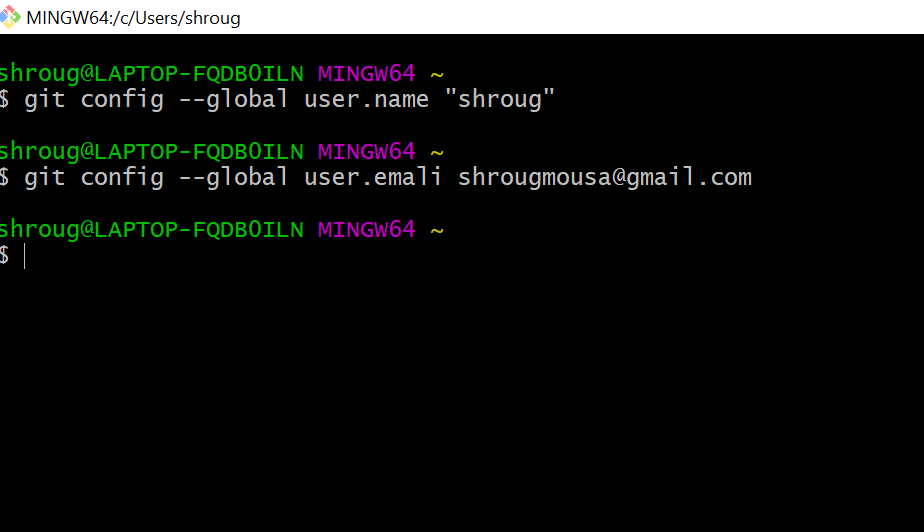 MINGW64:/c/Users/shroug
shroug@LAPTOP-FQDB0ILN MINGW64 ~
$ git config --global user.name "shroug"
shroug@LAPTOP-FQDB0ILN MINGW64 ~
$ git config --global user.emali shrougmousa@gmail.com
shroug@LAPTOP-FQDB0ILN MINGW64 ~
$